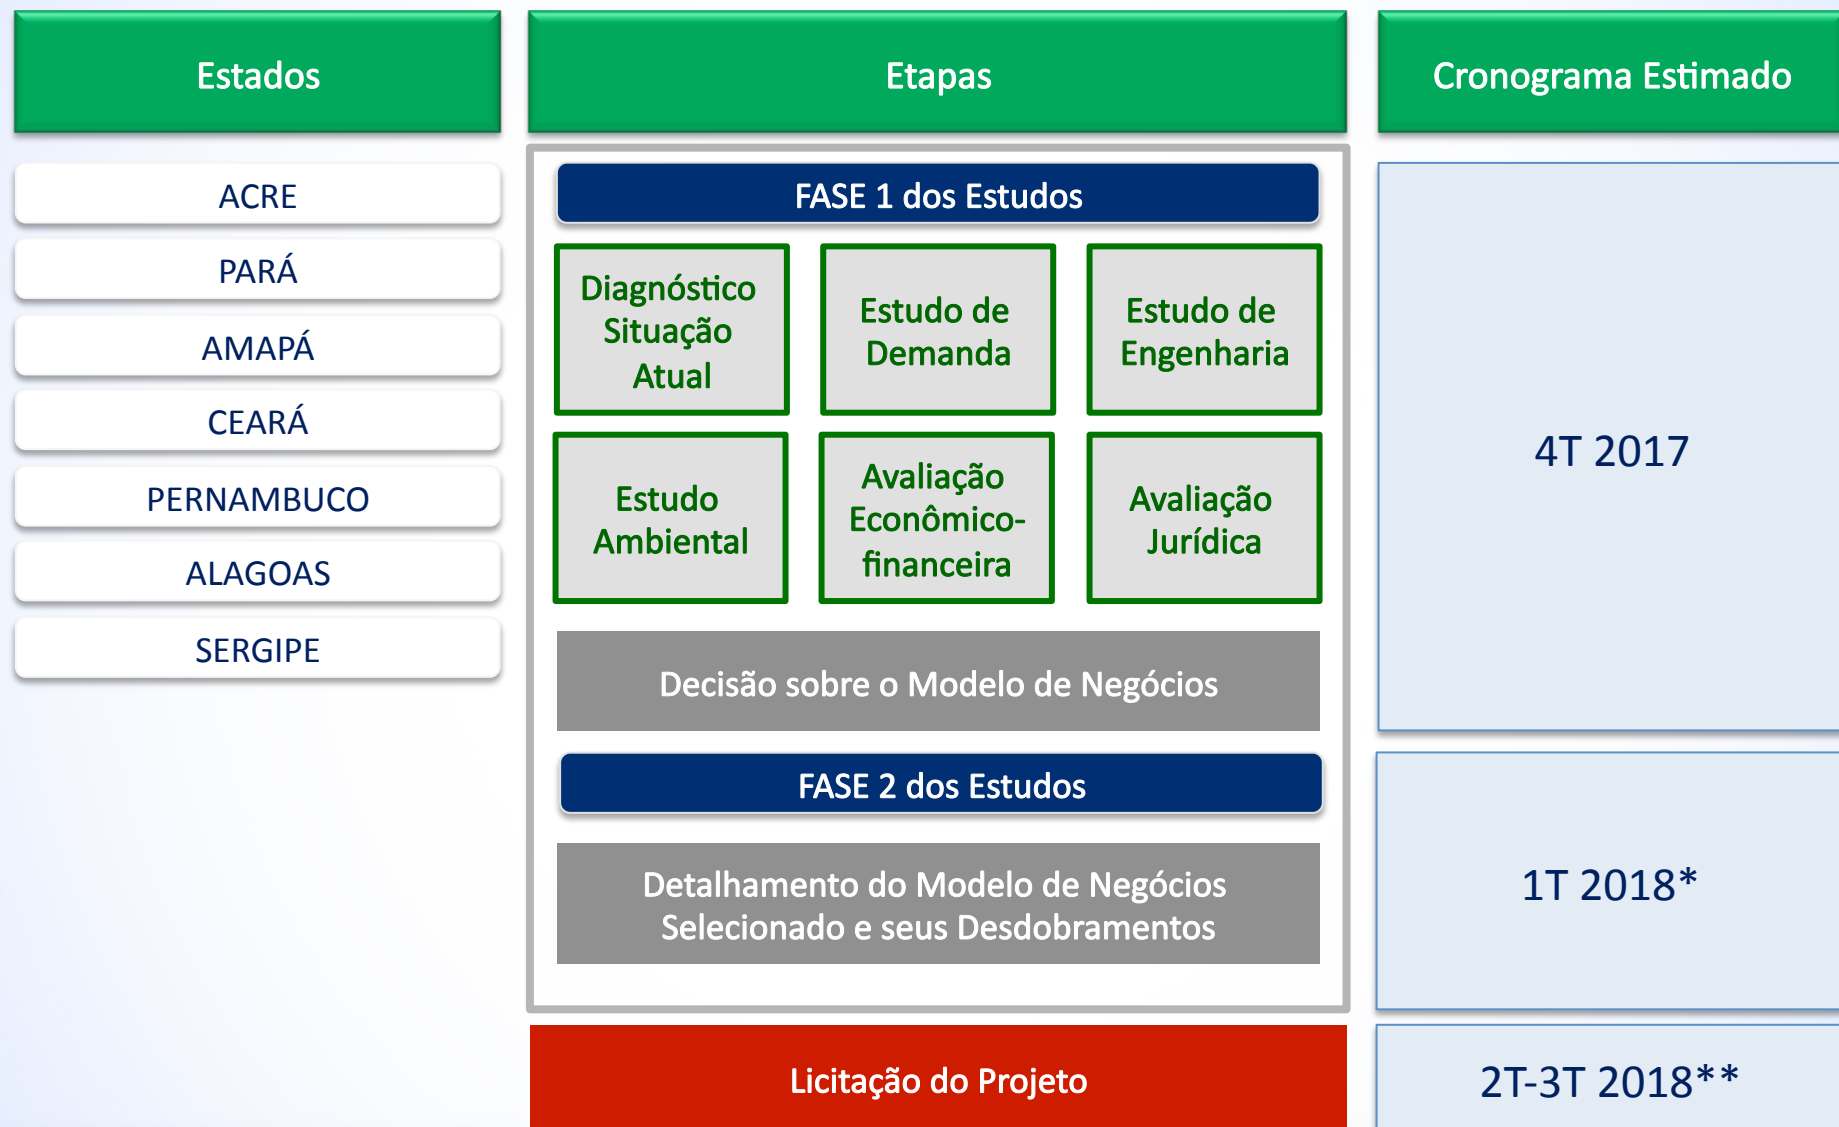 Estados
Etapas
Cronograma Estimado
ACRE
PARÁ
AMAPÁ
CEARÁ
PERNAMBUCO
ALAGOAS
SERGIPE
FASE 1 dos Estudos
Diagnóstico
Situação
Atual
Estudo de
Demanda
Estudo de
Engenharia
Estudo
Ambiental
Avaliação
Econômico-
financeira
Avaliação
Jurídica
Decisão sobre o Modelo de Negócios
FASE 2 dos Estudos
Detalhamento do Modelo de Negócios
Selecionado e seus Desdobramentos
Licitação do Projeto
4T 2017
1T 2018*
2T-3T 2018**